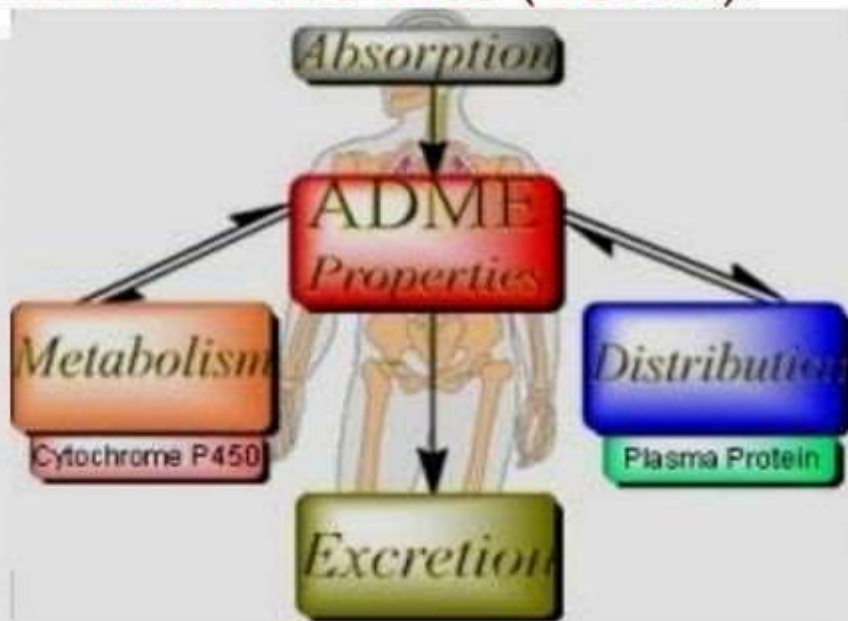 Absorption
ADME
Properties
Metabolism
Distribution
Cytochrome P450
Plasma Protein
Excretion